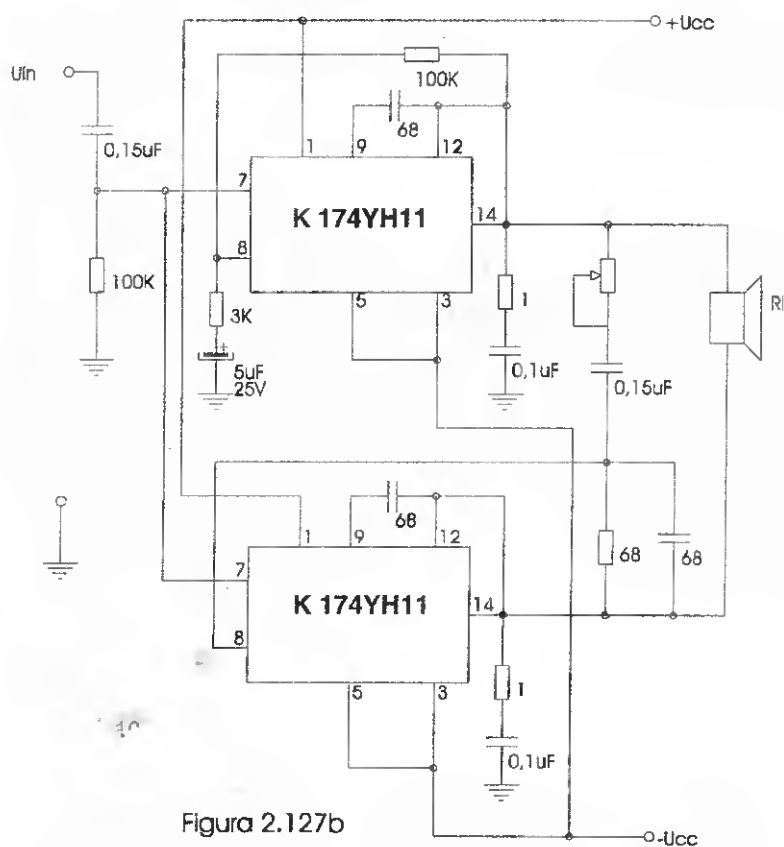 +Ucc
Uin
100K
68
0,15uF
1
9
12
7
K 174YH11
14
8
100K
3K
5
3
1
Rl
5uF
25V
0,1uF
0,15uF
C
1
9
68
12
7
K 174YH11
14
68
68
8
5
3
1
0,1uF
Figura 2.127b
-Ucc